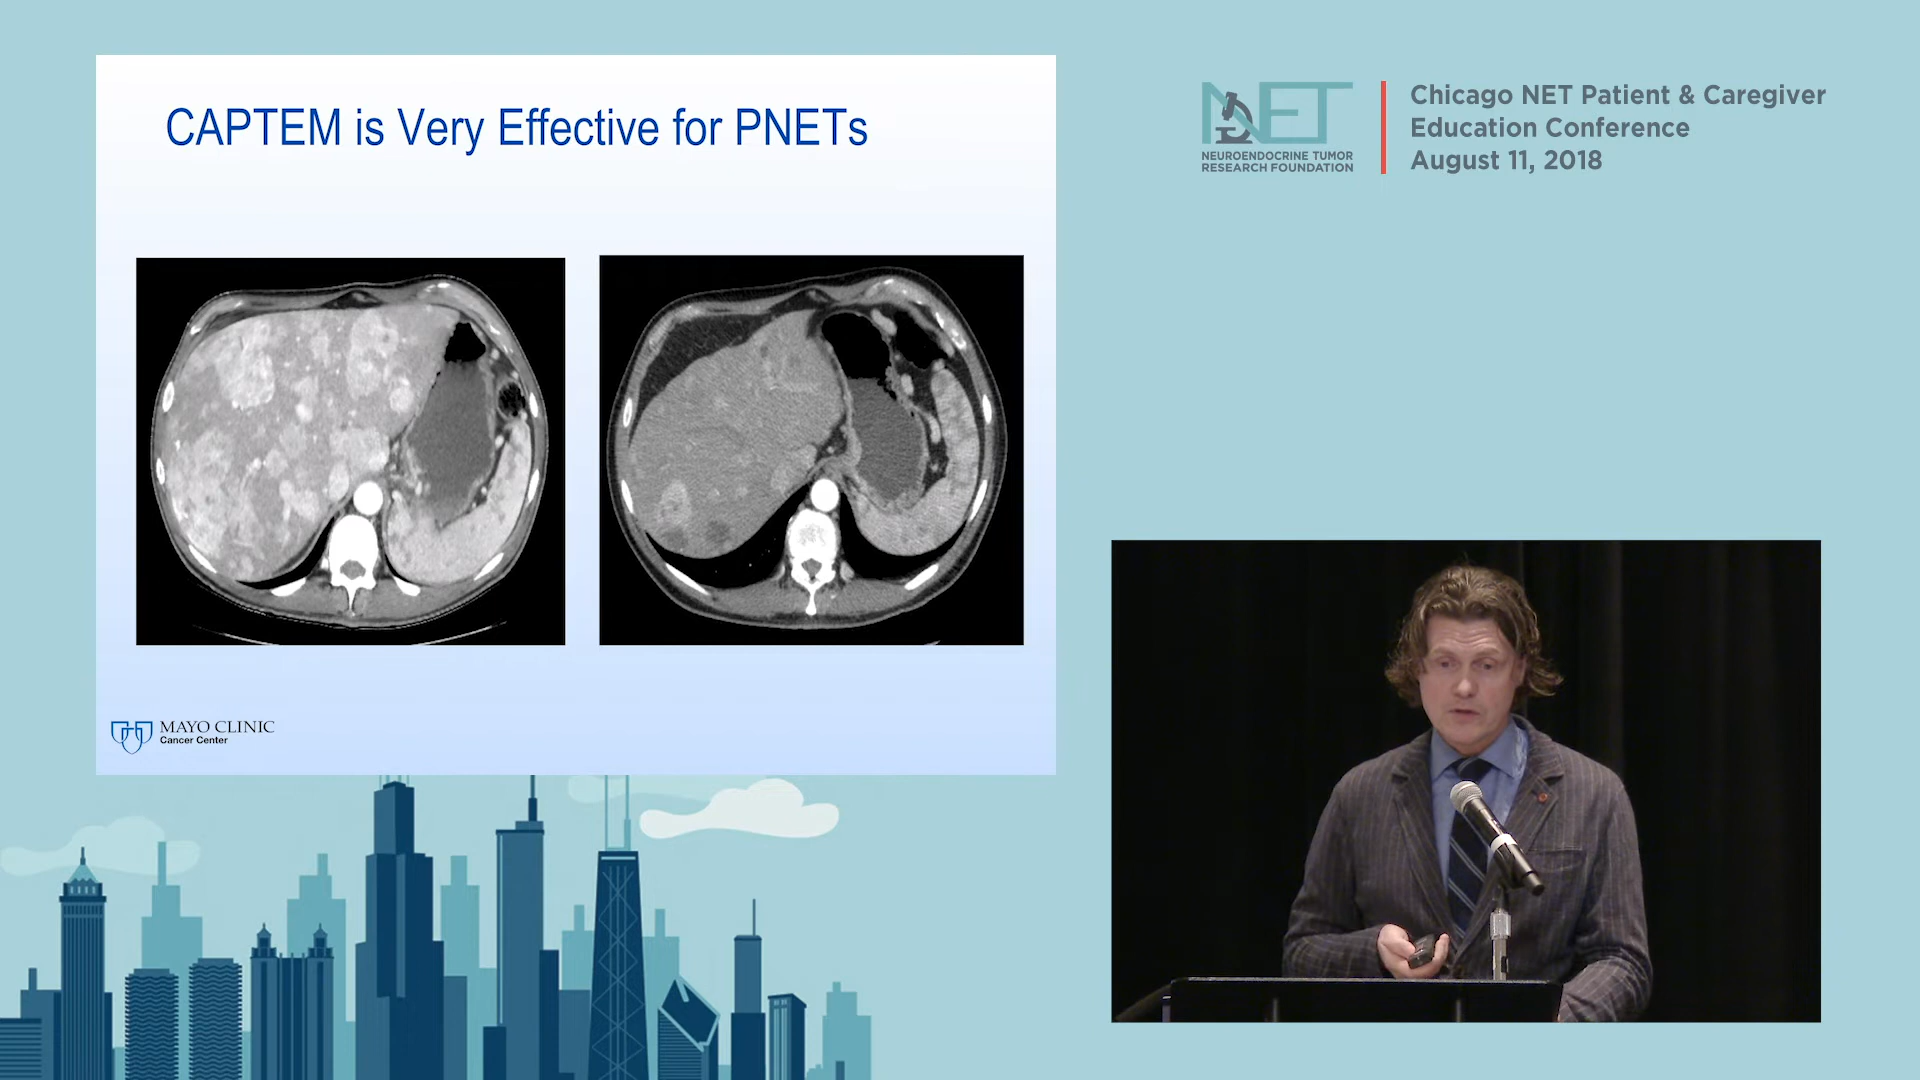 CAPTEM is Very Effective for PNETs
MAYO CLINIC
Cancer Center
NET
NEUROENDOCRINE TUMOR
RESEARCH FOUNDATION
Chicago NET Patient & Caregiver
Education Conference
August 11, 2018